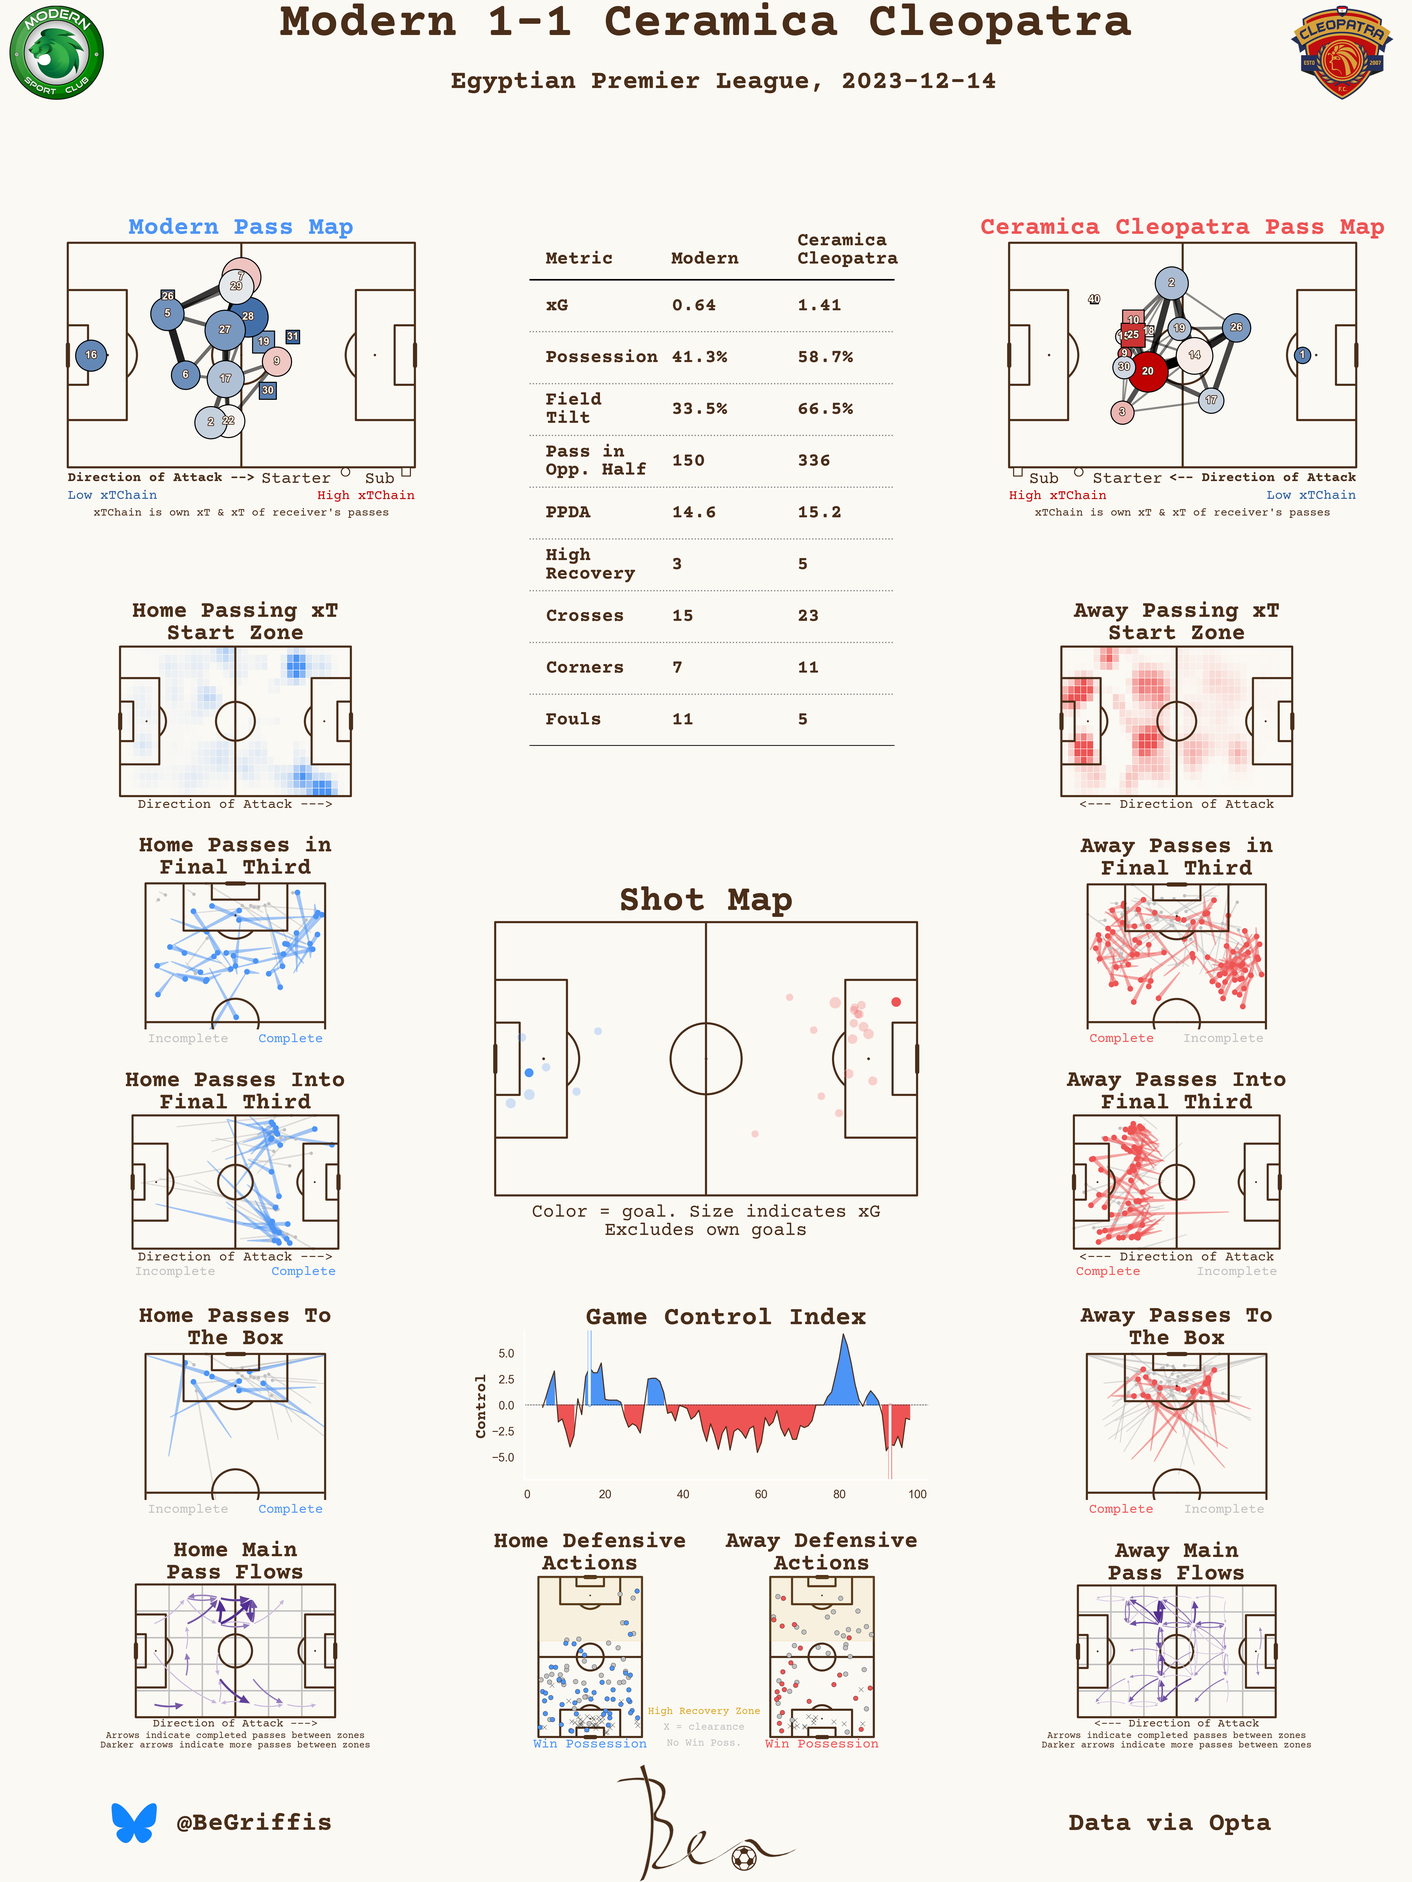 Modern 1-1 Ceramica Cleopatra
Egyptian Premier League, 2023-12-14
MODERN
SPORT CLUB
CLEOPATRA
ESTD 2007
F.C.
Modern Pass Map
7
29
26
5
28
27
19
31
16
9
6
17
30
2
22
Direction of Attack --> Starter Sub
Low xTChain High xTChain
xTChain is own xT & xT of receiver's passes
Metric Modern Ceramica
Cleopatra
xG 0.64 1.41
Possession 41.3% 58.7%
Field
Tilt 33.5% 66.5%
Pass in
Opp. Half 150 336
PPDA 14.6 15.2
High
Recovery 3 5
Crosses 15 23
Corners 7 11
Fouls 11 5
Ceramica Cleopatra Pass Map
2
40
10
19
26
15
25
18
9
14
1
30
20
17
3
Sub Starter <-- Direction of Attack
High xTChain Low xTChain
xTChain is own xT & xT of receiver's passes
Home Passing xT
Start Zone
Direction of Attack --->
Away Passing xT
Start Zone
<--- Direction of Attack
Home Passes in
Final Third
Incomplete Complete
Away Passes in
Final Third
Complete Incomplete
Shot Map
Color = goal. Size indicates xG
Excludes own goals
Home Passes Into
Final Third
Direction of Attack --->
Incomplete Complete
Away Passes Into
Final Third
<--- Direction of Attack
Complete Incomplete
Home Passes To
The Box
Incomplete Complete
Game Control Index
Control
5.0
2.5
0.0
−2.5
−5.0
0 20 40 60 80 100
Away Passes To
The Box
Complete Incomplete
Home Main
Pass Flows
Direction of Attack --->
Arrows indicate completed passes between zones
Darker arrows indicate more passes between zones
Home Defensive
Actions
Win Possession
Away Defensive
Actions
Win Possession
High Recovery Zone
X = clearance
No Win Poss.
Away Main
Pass Flows
<--- Direction of Attack
Arrows indicate completed passes between zones
Darker arrows indicate more passes between zones
@BeGriffis
Ben
Data via Opta